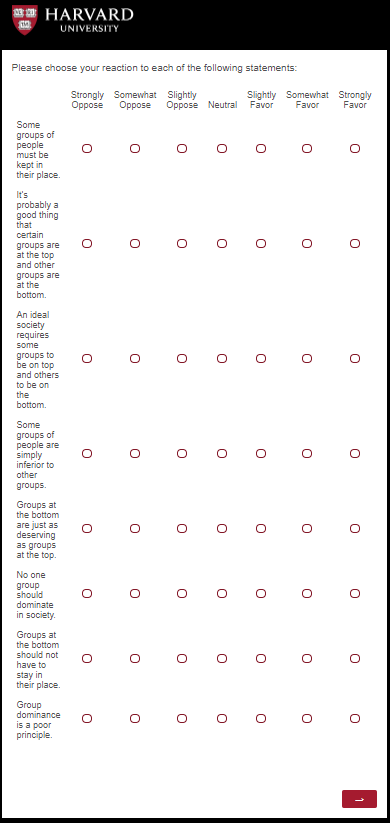 HARVARD
UNIVERSITY
Please choose your reaction to each of the following statements:
Strongly Somewhat Slightly Slightly Somewhat Strongly
Oppose Oppose Oppose Neutral Favor Favor Favor
Some
groups of
people
must be
kept in
their place.
It's
probably a
good thing
that
certain
groups are
at the top
and other
groups are
at the
bottom.
An ideal
society
requires
some
groups to
be on top
and others
to be on
the
bottom.
Some
groups of
people are
simply
inferior to
other
groups.
Groups at
the bottom
are just as
deserving
as groups
at the top.
No one
group
should
dominate
in society.
Groups at
the bottom
should not
have to
stay in
their place.
Group
dominance
is a poor
principle.